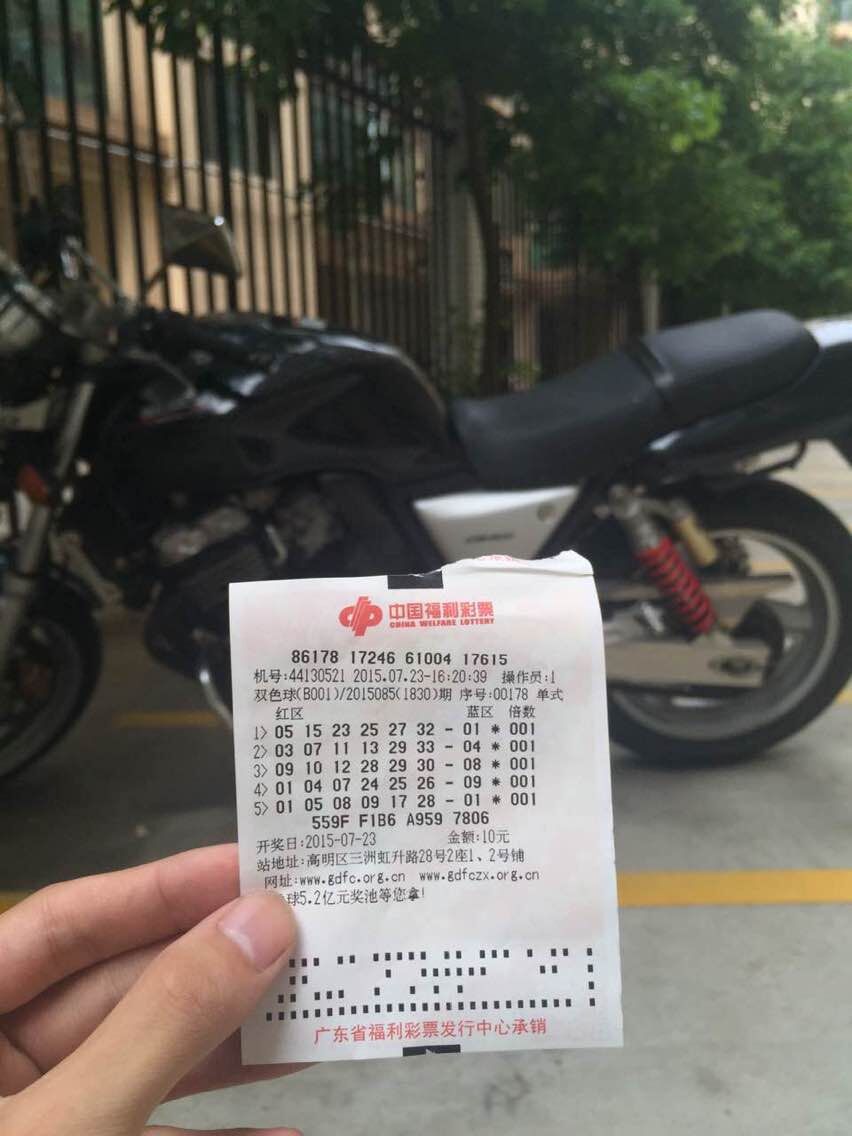 中国福利彩票
CHINA WELFARE LOTTERY
86178 17246 61004 17615
机号:44130521 2015.07.23-16:20:39 操作员:1
双色球(B001)/2015085(1830)期 序号:00178 单式
红区 蓝区 倍数
1> 05 15 23 25 27 32 - 01 * 001
2> 03 07 11 13 29 33 - 04 * 001
3> 09 10 12 28 29 30 - 08 * 001
4> 01 04 07 24 25 26 - 09 * 001
5> 01 05 08 09 17 28 - 01 * 001
559F F1B6 A959 7806
开奖日:2015-07-23 金额:10元
站地址:高明区三洲虹升路28号2座1、2号铺
网址:www.gdfc.org.cn www.gdfczx.org.cn
球5.2亿元奖池等您拿!
广东省福利彩票发行中心承销